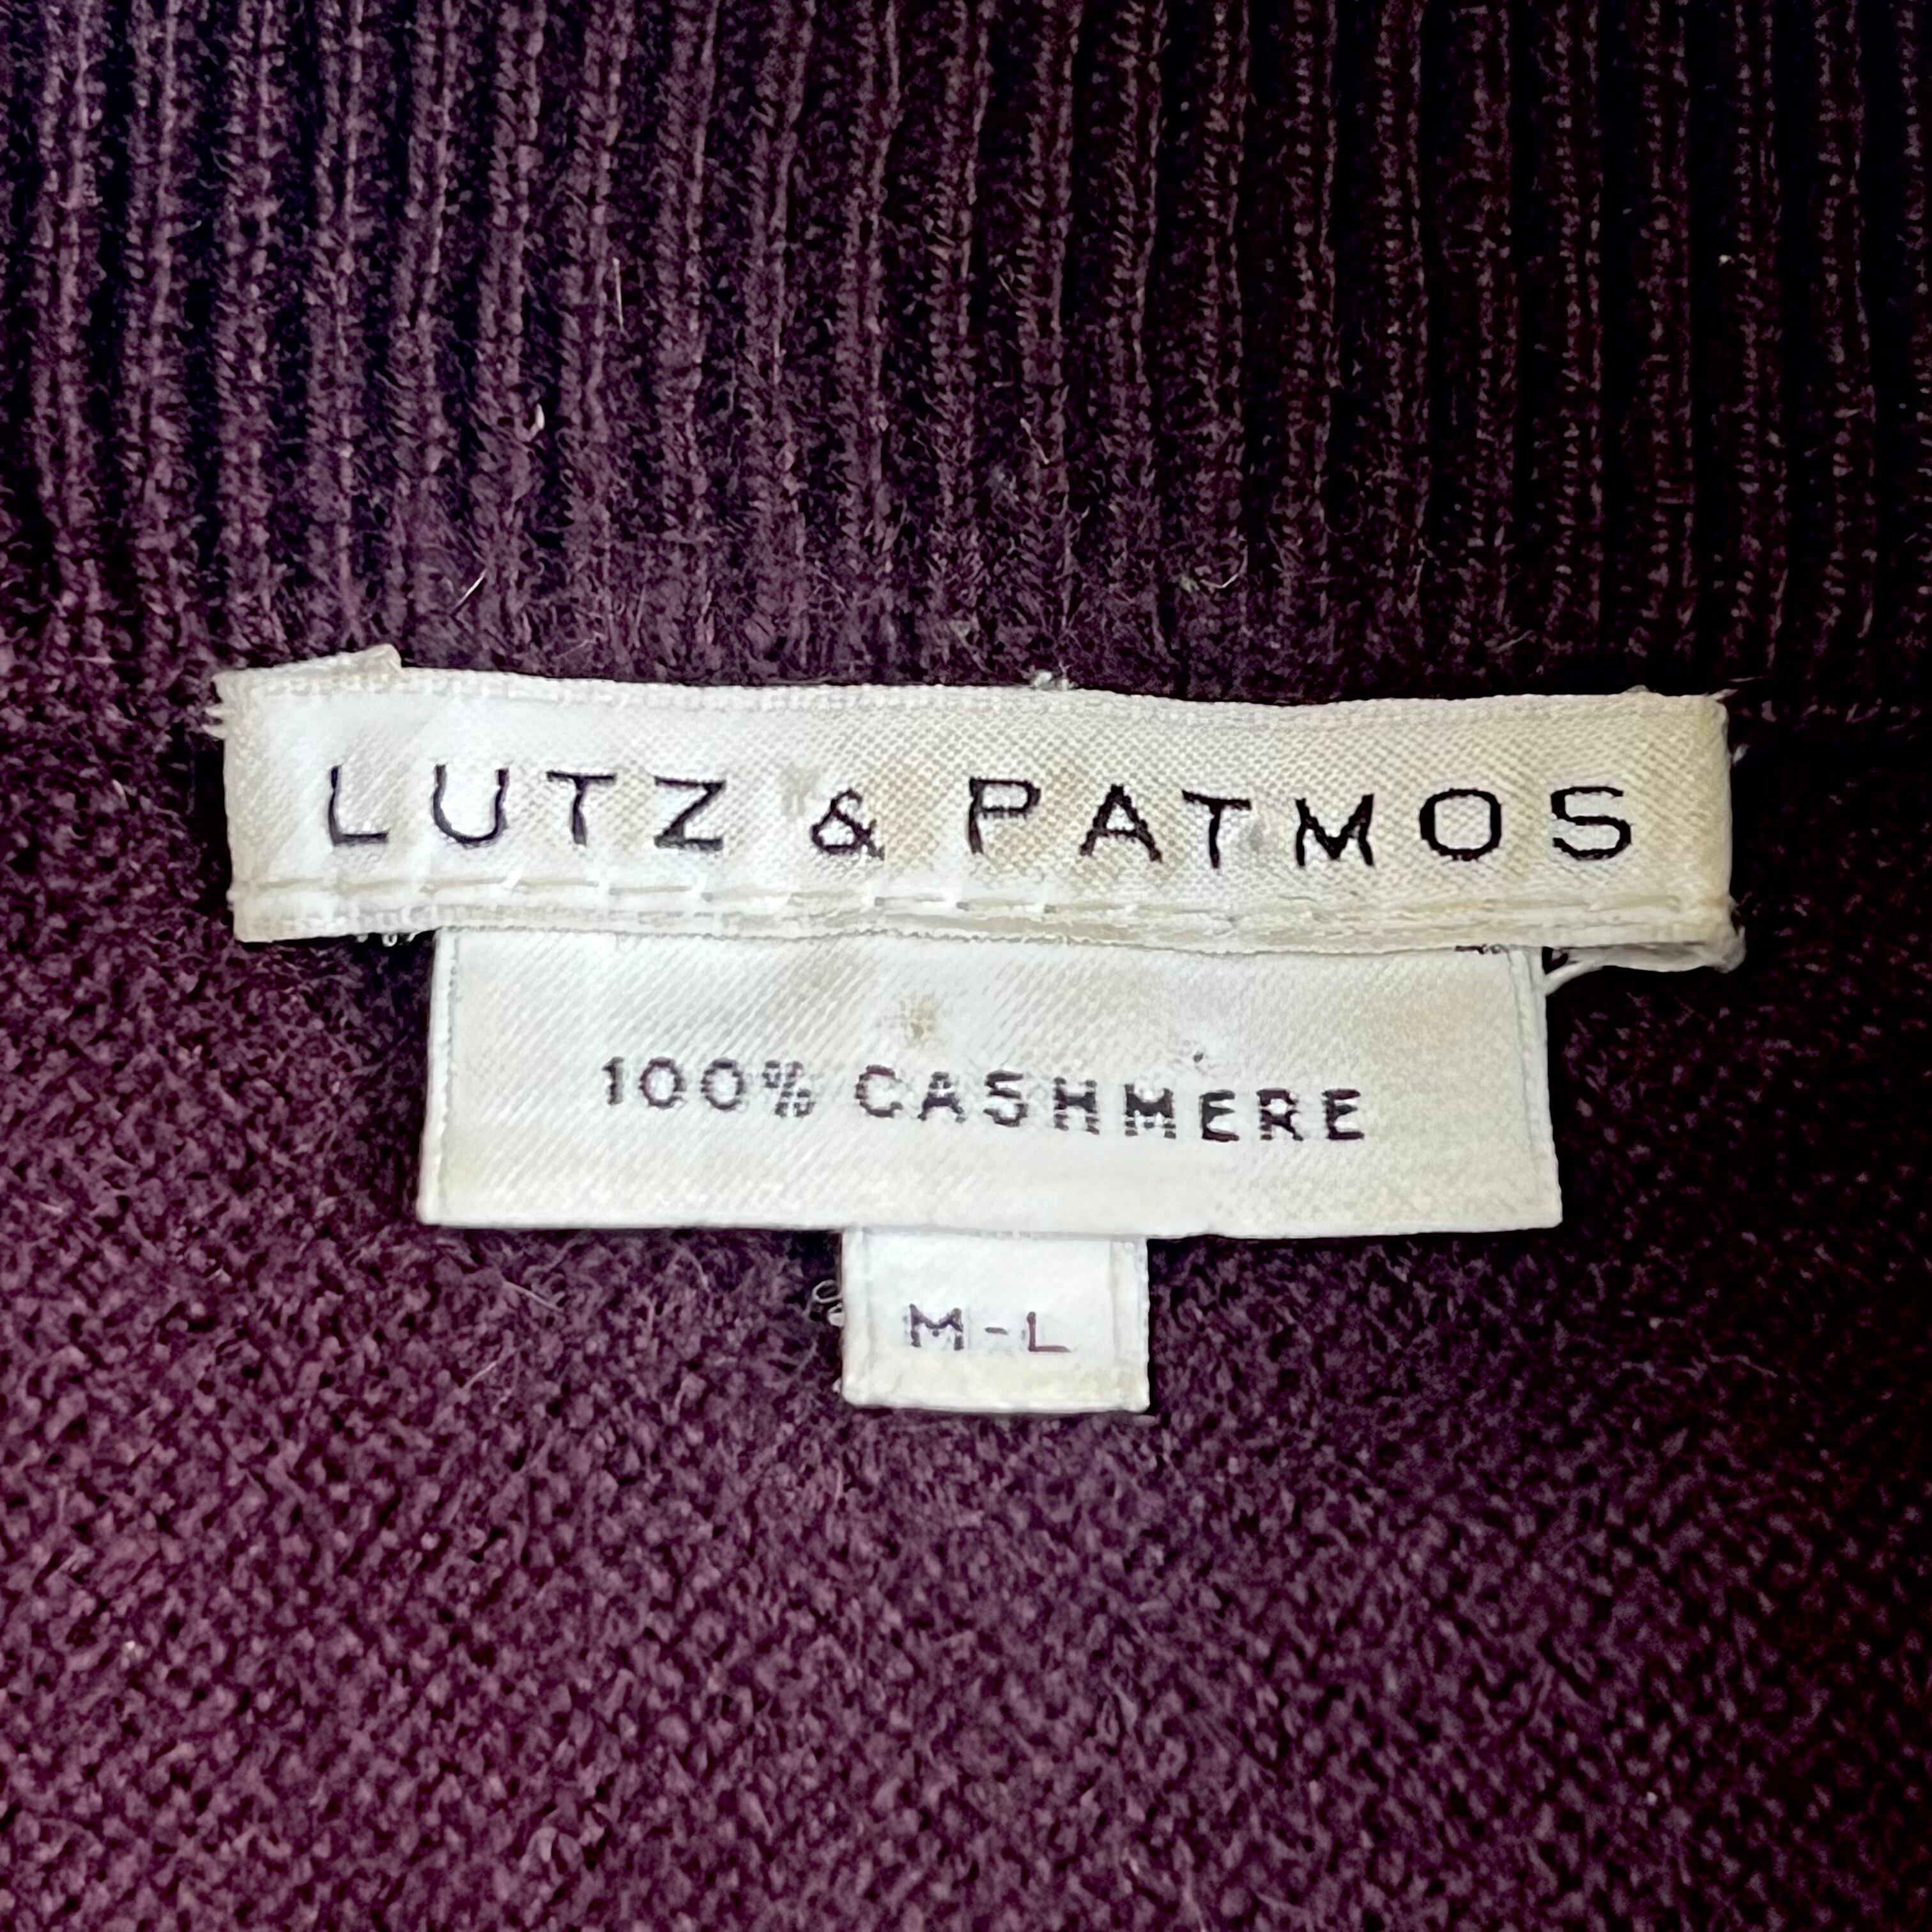 LUTZ & PATMOS
100% CASHMERE
M-L